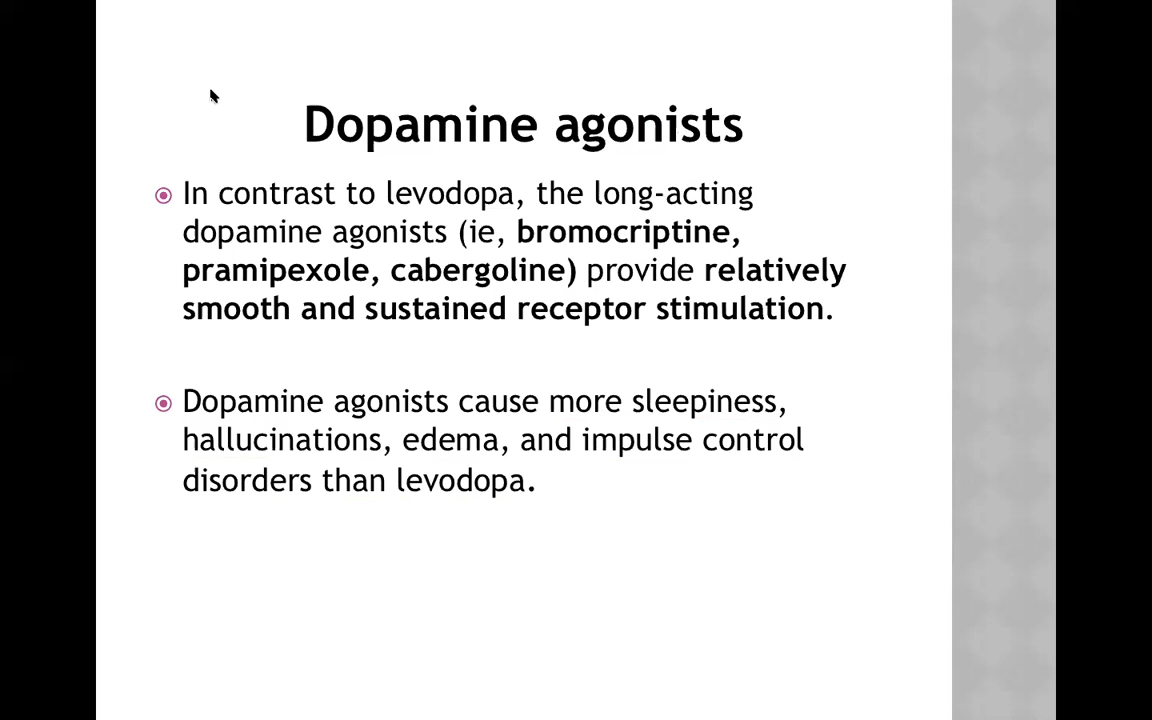 Dopamine agonists
In contrast to levodopa, the long-acting
dopamine agonists (ie, bromocriptine,
pramipexole, cabergoline) provide relatively
smooth and sustained receptor stimulation.
Dopamine agonists cause more sleepiness,
hallucinations, edema, and impulse control
disorders than levodopa.